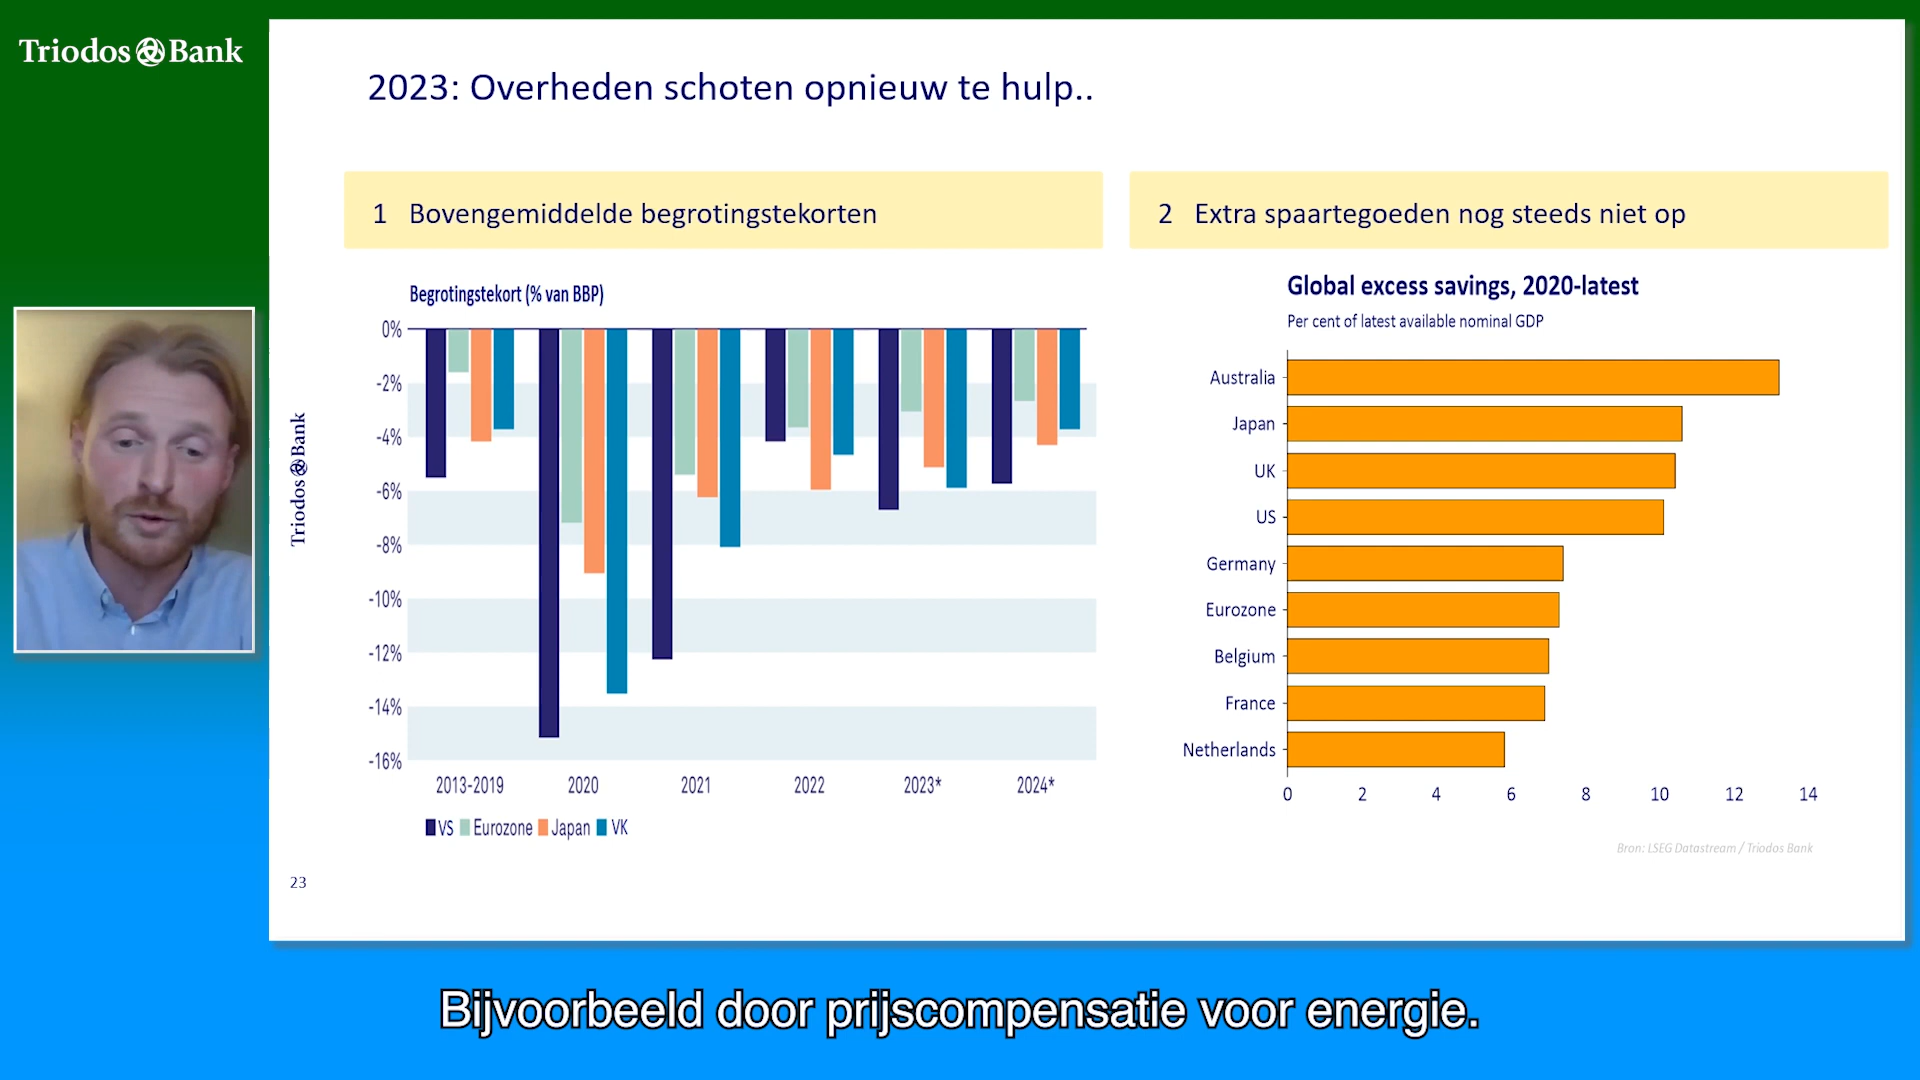 Triodos Bank
2023: Overheden schoten opnieuw te hulp..
1 Bovengemiddelde begrotingstekorten
Begrotingstekort (% van BBP)
0%
-2%
-4%
-6%
-8%
-10%
-12%
-14%
-16%
2013-2019 2020 2021 2022 2023* 2024*
VS Eurozone Japan VK
2 Extra spaartegoeden nog steeds niet op
Global excess savings, 2020-latest
Per cent of latest available nominal GDP
Australia
Japan
UK
US
Germany
Eurozone
Belgium
France
Netherlands
0 2 4 6 8 10 12 14
Bron: LSEG Datastream / Triodos Bank
Triodos Bank
23
Bijvoorbeeld door prijscompensatie voor energie.